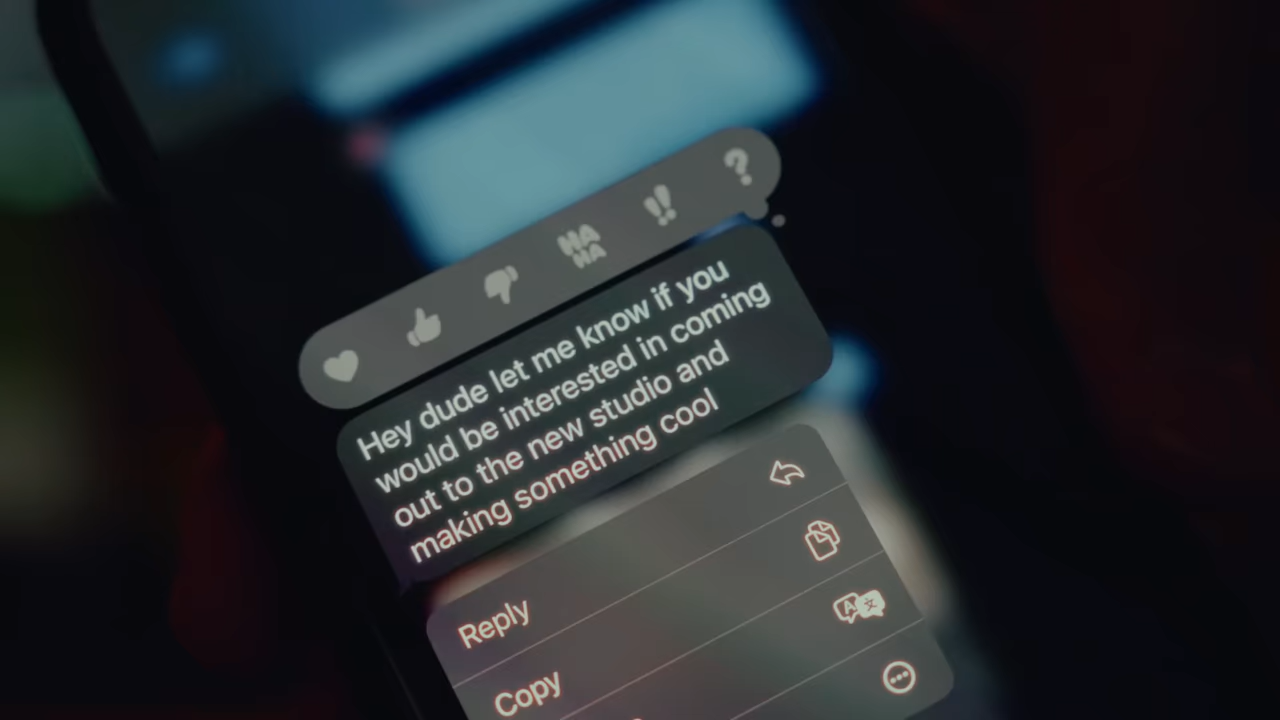 HA
HA
Hey dude let me know if you
would be interested in coming
out to the new studio and
making something cool
Reply
Copy